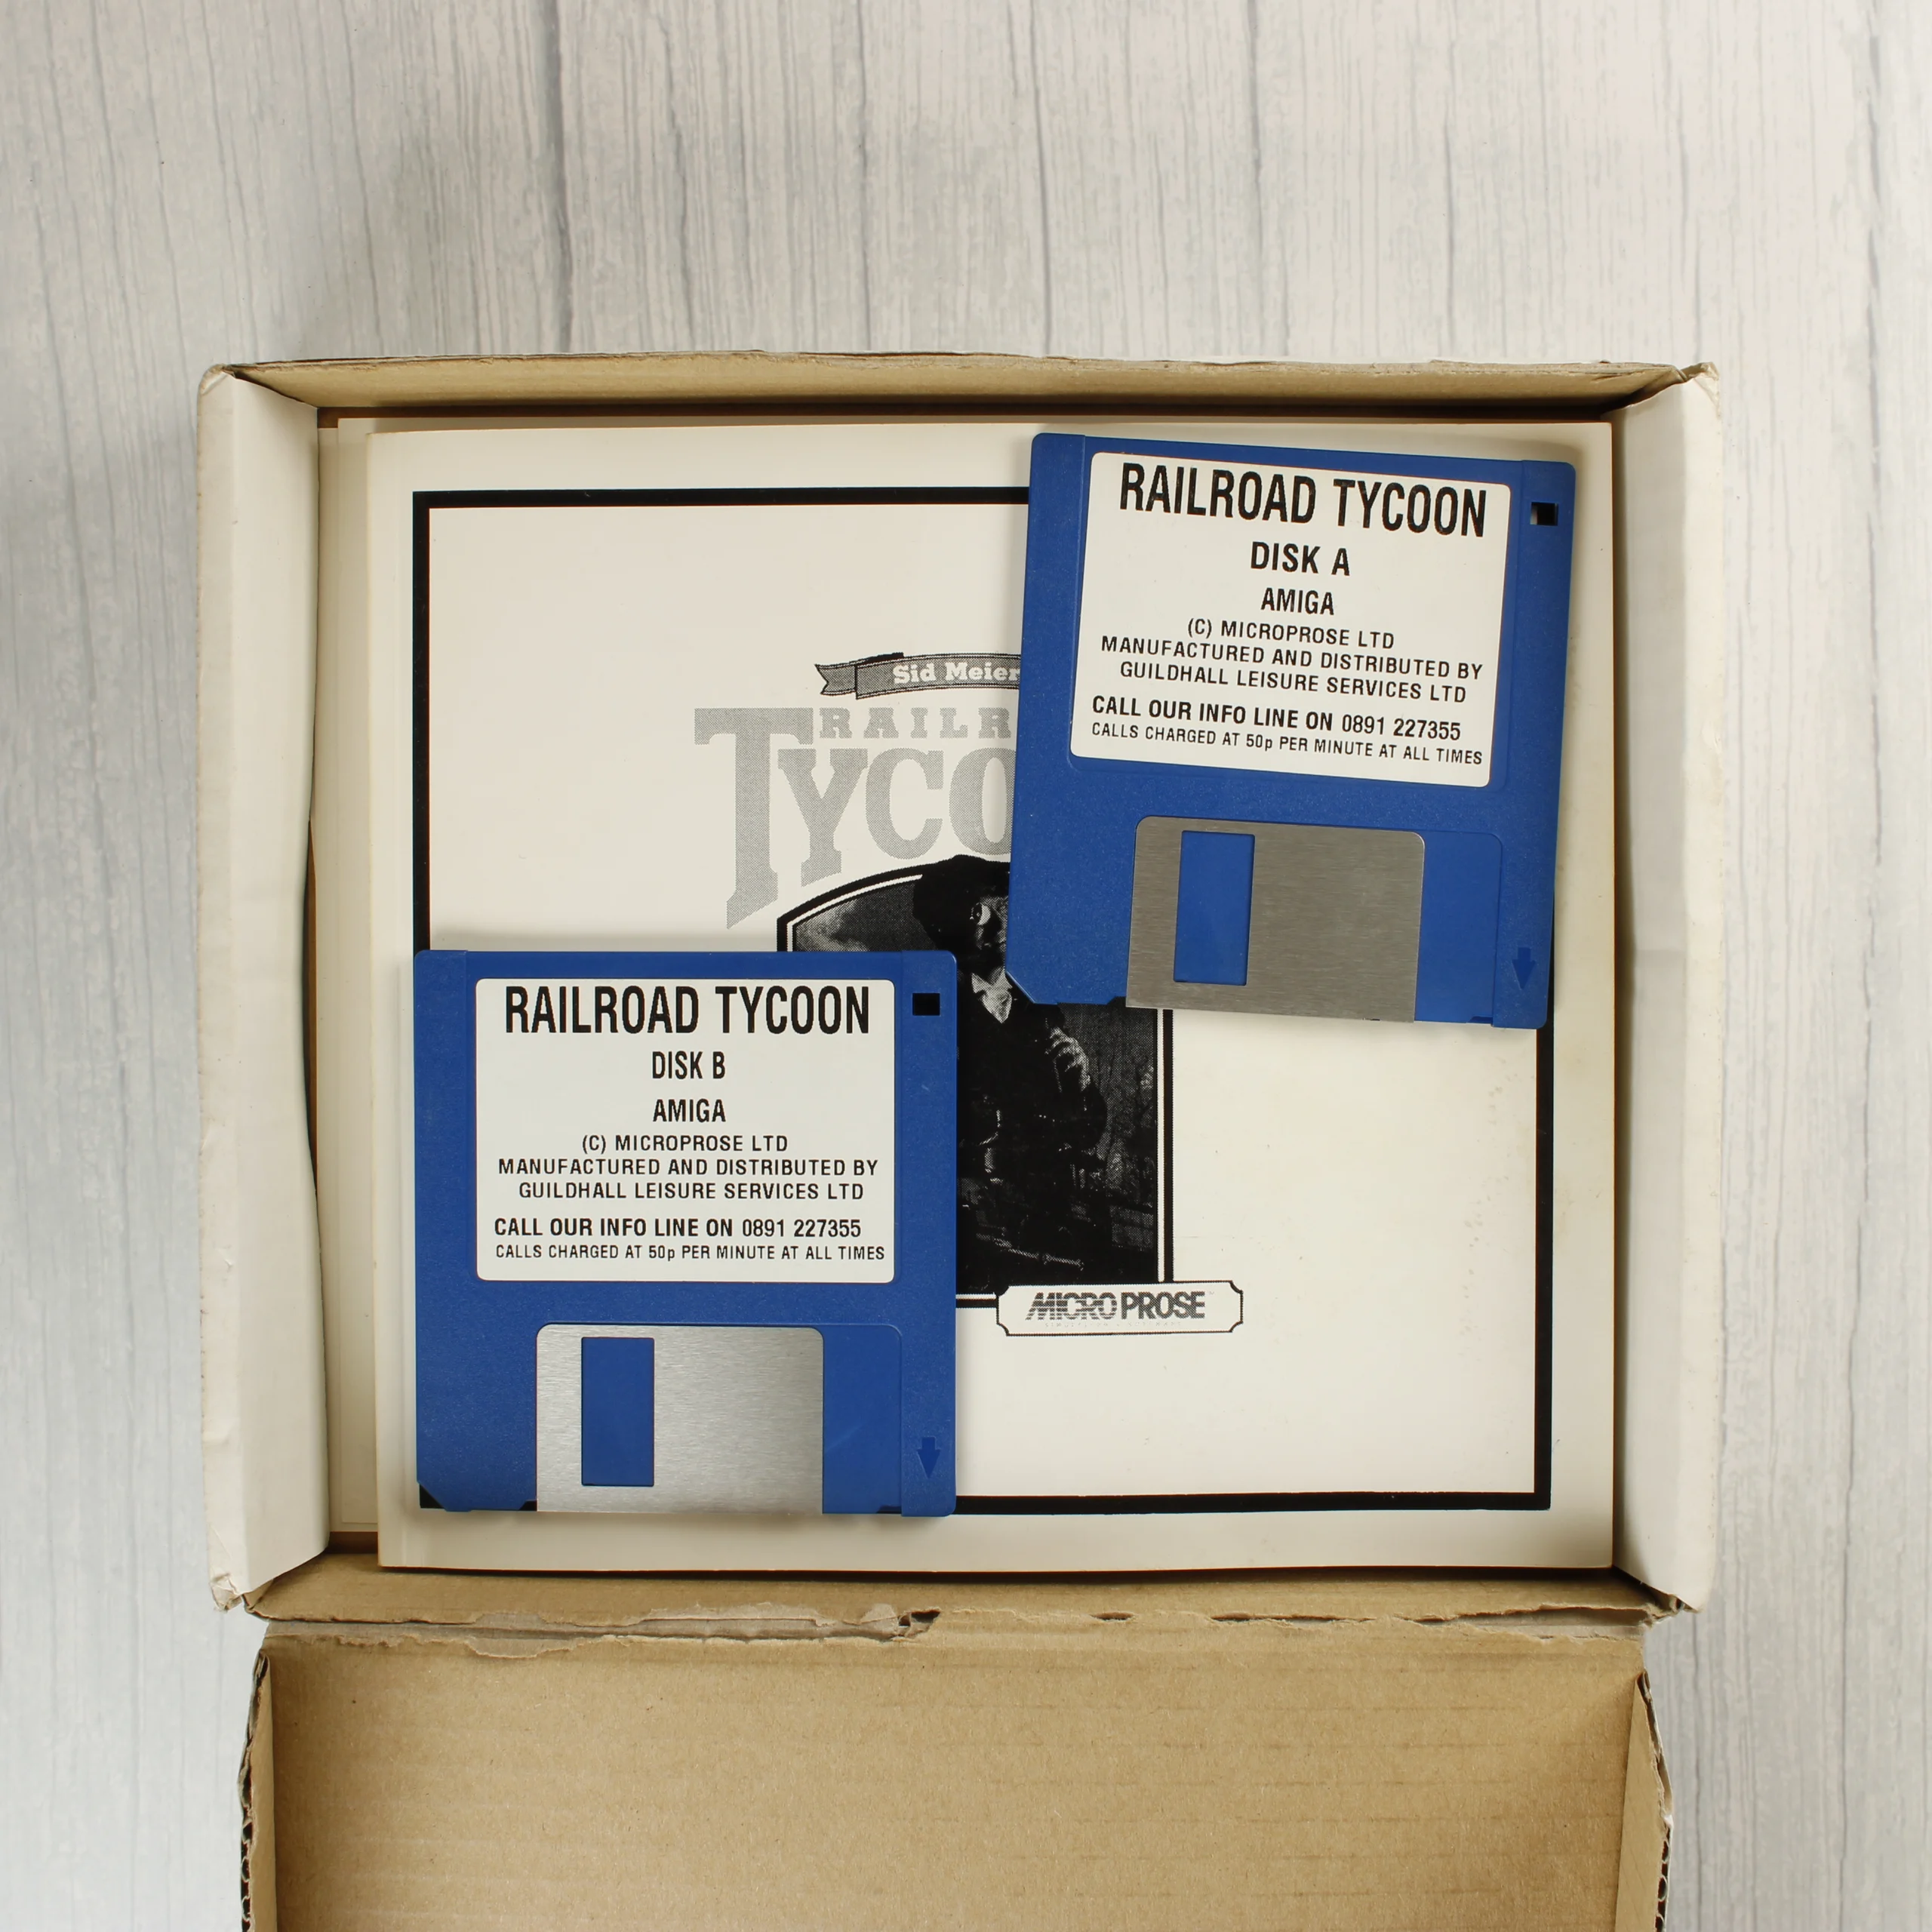 RAILROAD TYCOON
DISK A
AMIGA
(C) MICROPROSE LTD
MANUFACTURED AND DISTRIBUTED BY
GUILDHALL LEISURE SERVICES LTD
CALL OUR INFO LINE ON 0891 227355
CALLS CHARGED AT 50p PER MINUTE AT ALL TIMES
Sid Meier
RAILR
TYCO
RAILROAD TYCOON
DISK B
AMIGA
(C) MICROPROSE LTD
MANUFACTURED AND DISTRIBUTED BY
GUILDHALL LEISURE SERVICES LTD
CALL OUR INFO LINE ON 0891 227355
CALLS CHARGED AT 50p PER MINUTE AT ALL TIMES
MICROPROSE